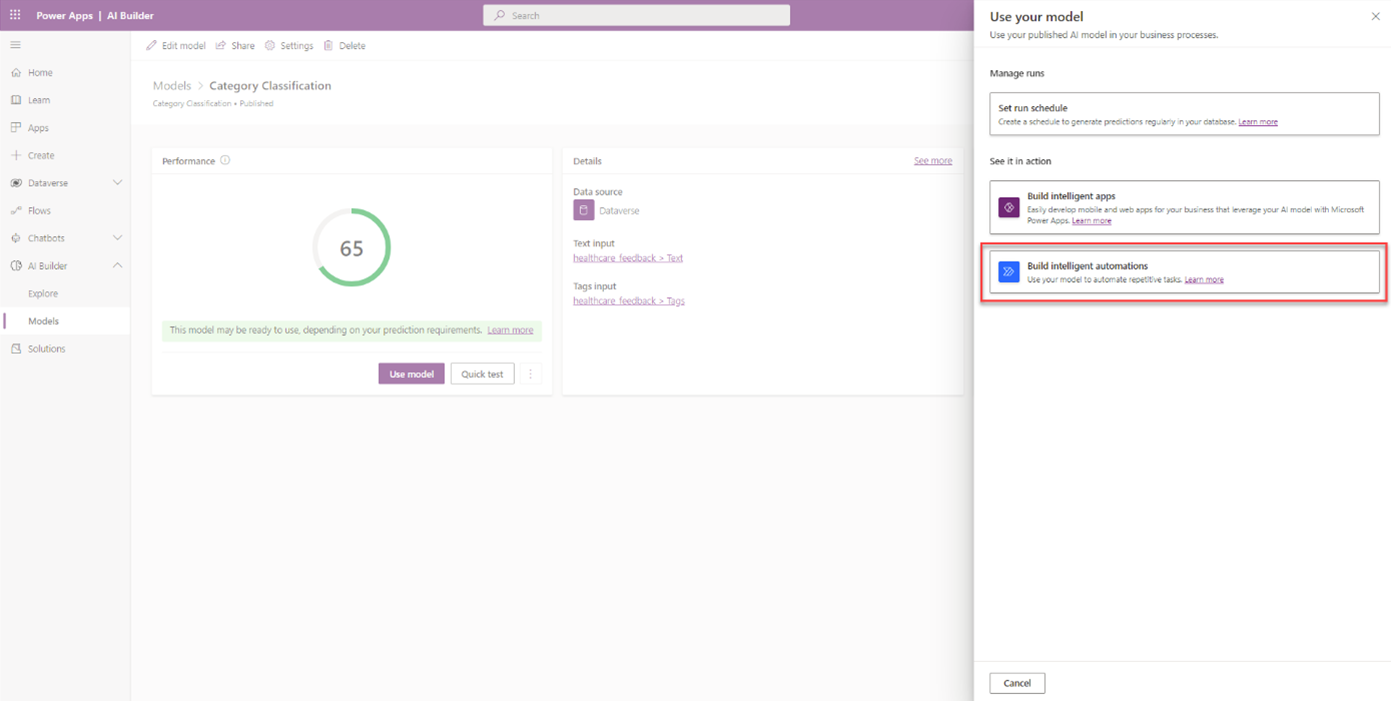 Power Apps | AI Builder
Search
Home
Learn
Apps
Create
Dataverse
Flows
Chatbots
AI Builder
Explore
Models
Solutions
Edit model
Share
Settings
Delete
Models > Category Classification
Category Classification • Published
Performance
65
This model may be ready to use, depending on your prediction requirements. Learn more
Use model
Quick test
Details
See more
Data source
Dataverse
Text input
healthcare_feedback > Text
Tags input
healthcare_feedback > Tags
Use your model
Use your published AI model in your business processes.
Manage runs
Set run schedule
Create a schedule to generate predictions regularly in your database. Learn more
See it in action
Build intelligent apps
Easily develop mobile and web apps for your business that leverage your AI model with Microsoft
Power Apps. Learn more
Build intelligent automations
Use your model to automate repetitive tasks. Learn more
Cancel